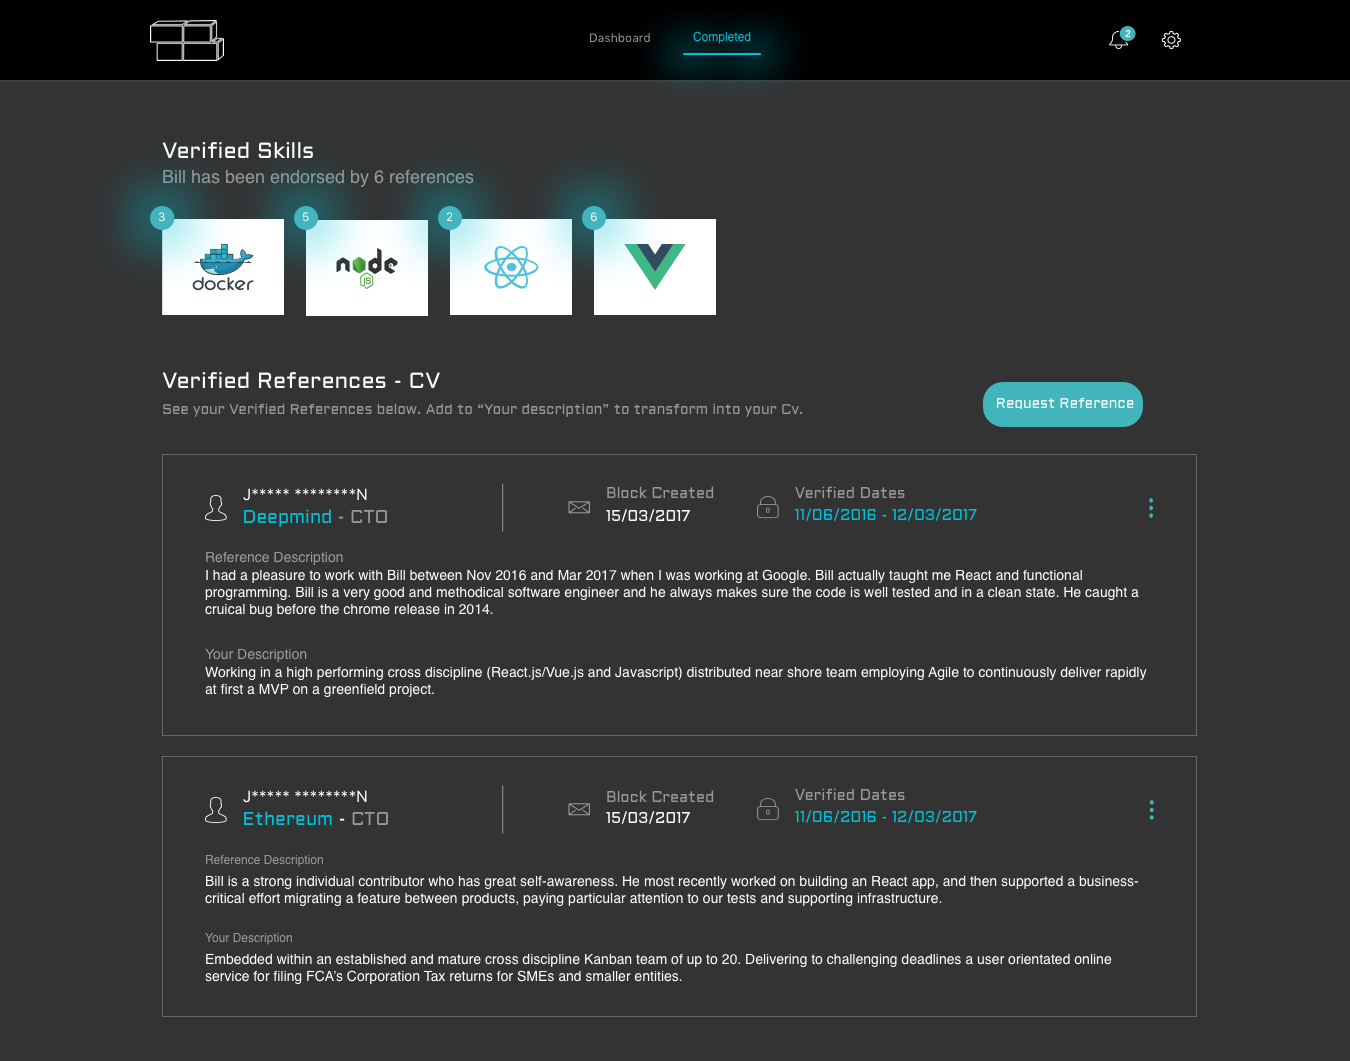 Dashboard
Completed
2
Verified Skills
Bill has been endorsed by 6 references
3
5
2
6
docker
node
JS
Verified References - CV
See your Verified References below. Add to “Your description” to transform into your Cv.
Request Reference
J***** ********N
Deepmind - CTO
Block Created
15/03/2017
0
Verified Dates
11/06/2016 - 12/03/2017
Reference Description
I had a pleasure to work with Bill between Nov 2016 and Mar 2017 when I was working at Google. Bill actually taught me React and functional
programming. Bill is a very good and methodical software engineer and he always makes sure the code is well tested and in a clean state. He caught a
cruical bug before the chrome release in 2014.
Your Description
Working in a high performing cross discipline (React.js/Vue.js and Javascript) distributed near shore team employing Agile to continuously deliver rapidly
at first a MVP on a greenfield project.
J***** ********N
Ethereum - CTO
Block Created
15/03/2017
0
Verified Dates
11/06/2016 - 12/03/2017
Reference Description
Bill is a strong individual contributor who has great self-awareness. He most recently worked on building an React app, and then supported a business-
critical effort migrating a feature between products, paying particular attention to our tests and supporting infrastructure.
Your Description
Embedded within an established and mature cross discipline Kanban team of up to 20. Delivering to challenging deadlines a user orientated online
service for filing FCA’s Corporation Tax returns for SMEs and smaller entities.